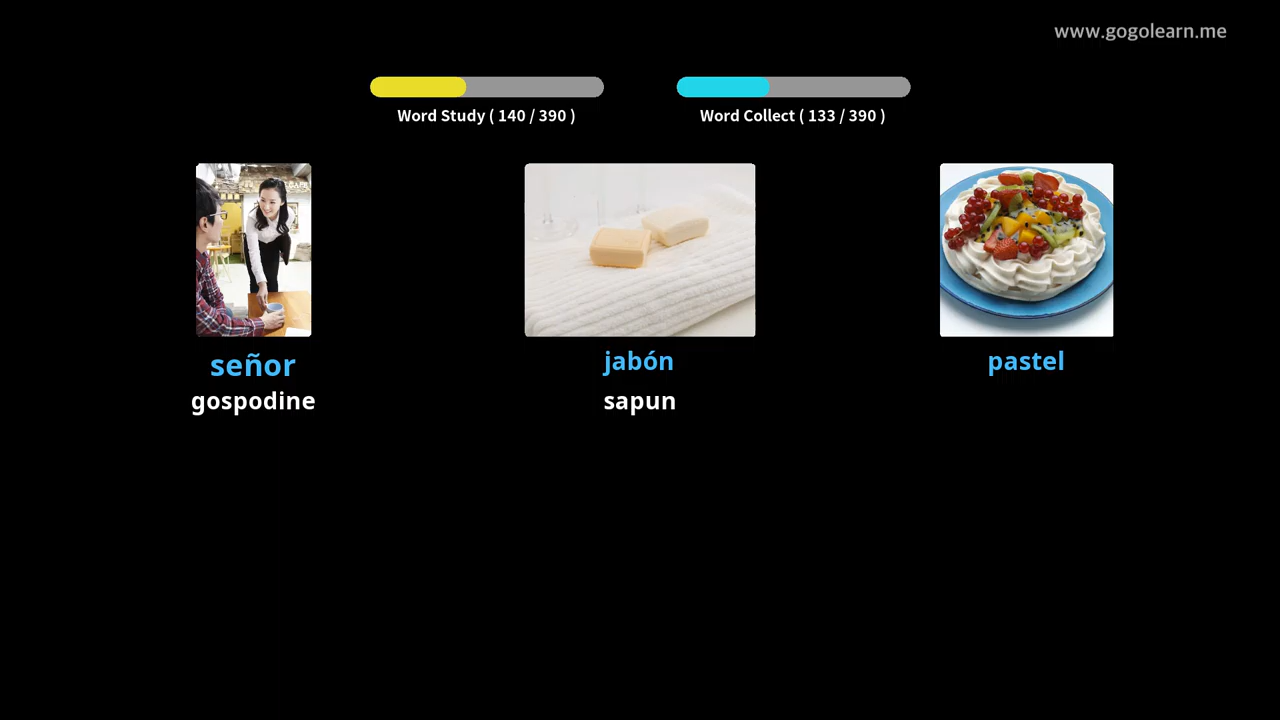 www.gogolearn.me
Word Study ( 140 / 390 )
Word Collect ( 133 / 390 )
señor
jabón
pastel
gospodine
sapun